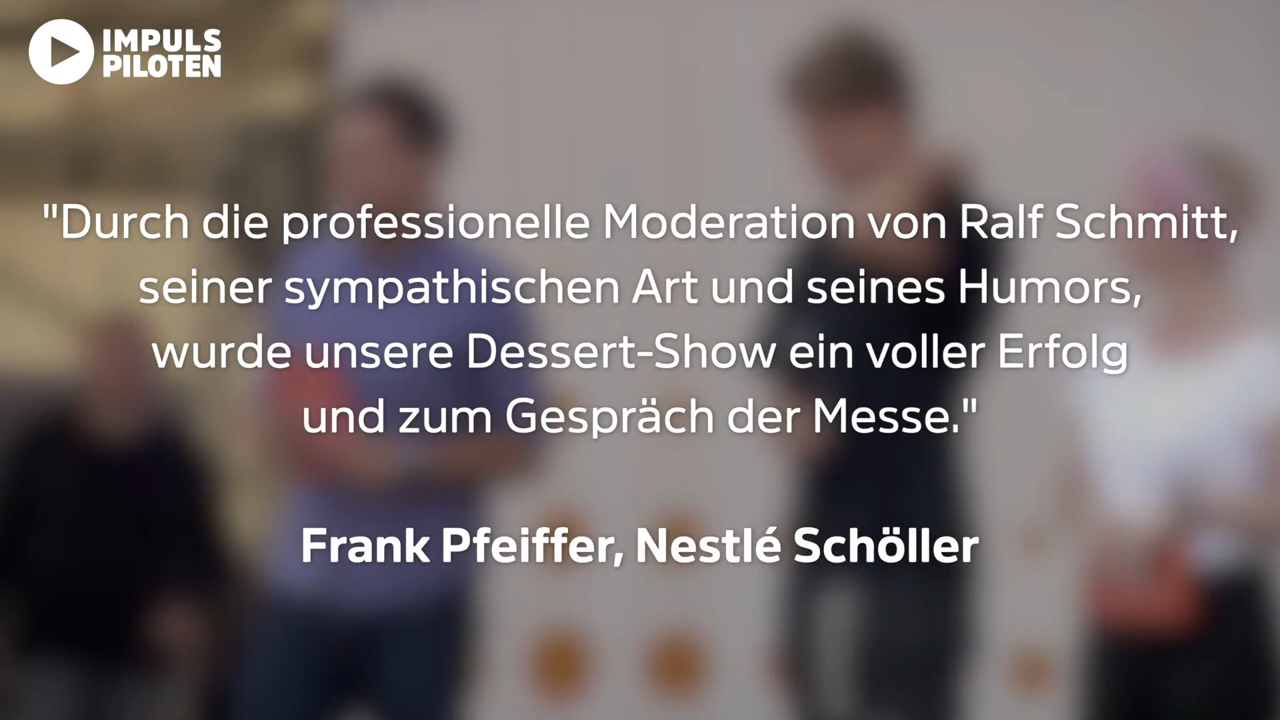 IMPULS
PILOTEN
"Durch die professionelle Moderation von Ralf Schmitt,
seiner sympathischen Art und seines Humors,
wurde unsere Dessert-Show ein voller Erfolg
und zum Gespräch der Messe."
Frank Pfeiffer, Nestlé Schöller